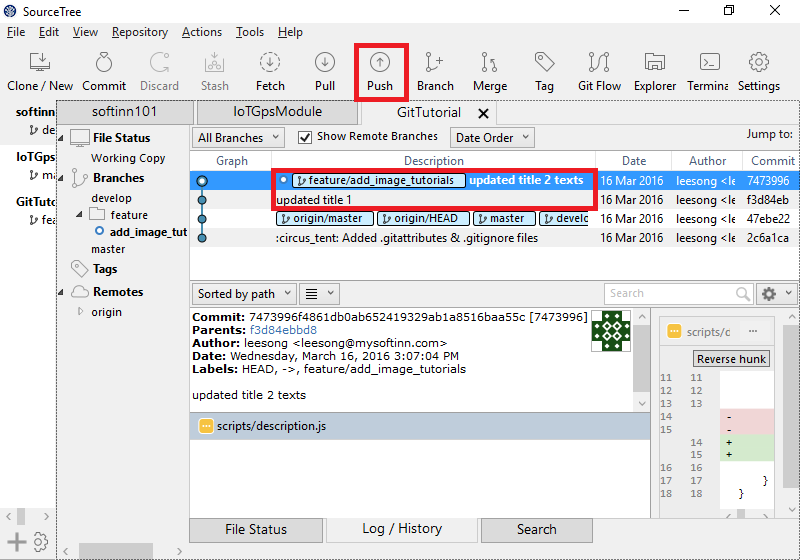 SourceTree
File Edit View Repository Actions Tools Help
Clone / New Commit Discard Stash Fetch Pull Push Branch Merge Tag Git Flow Explorer Termina Settings
softinn101 IoTGpsModule GitTutorial
softin
de
IoTGps
ma
GitTut
fea
File Status
Working Copy
Branches
develop
feature
add_image_tut
master
Tags
Remotes
origin
All Branches Show Remote Branches Date Order Jump to:
Graph Description Date Author Commit
feature/add_image_tutorials updated title 2 texts 16 Mar 2016 leesong <lee 7473996
updated title 1 16 Mar 2016 leesong <lee f3d84eb
origin/master origin/HEAD master develo 16 Mar 2016 leesong <lee 47ebe22
:circus_tent: Added .gitattributes & .gitignore files 16 Mar 2016 leesong <lee 2c6a1ca
Sorted by path Search
Commit: 7473996f4861db0ab652419329ab1a8516baa55c [7473996]
Parents: f3d84ebbd8
Author: leesong <leesong@mysoftinn.com>
Date: Wednesday, March 16, 2016 3:07:04 PM
Labels: HEAD, ->, feature/add_image_tutorials
updated title 2 texts
scripts/description.js
scripts/c ...
Reverse hunk
11 11
12 12
13 13
14 -
15 -
14 +
15 +
16 16
17 17 }
18 18 }
File Status Log / History Search